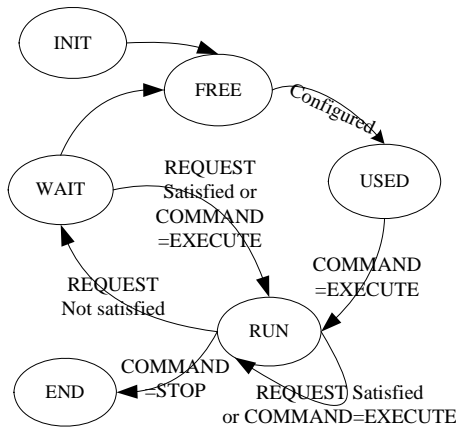 INIT
FREE
Configured
WAIT
REQUEST
Satisfied or
COMMAND
=EXECUTE
USED
COMMAND
=EXECUTE
REQUEST
Not satisfied
RUN
END
COMMAND
=STOP
REQUEST Satisfied
or COMMAND=EXECUTE